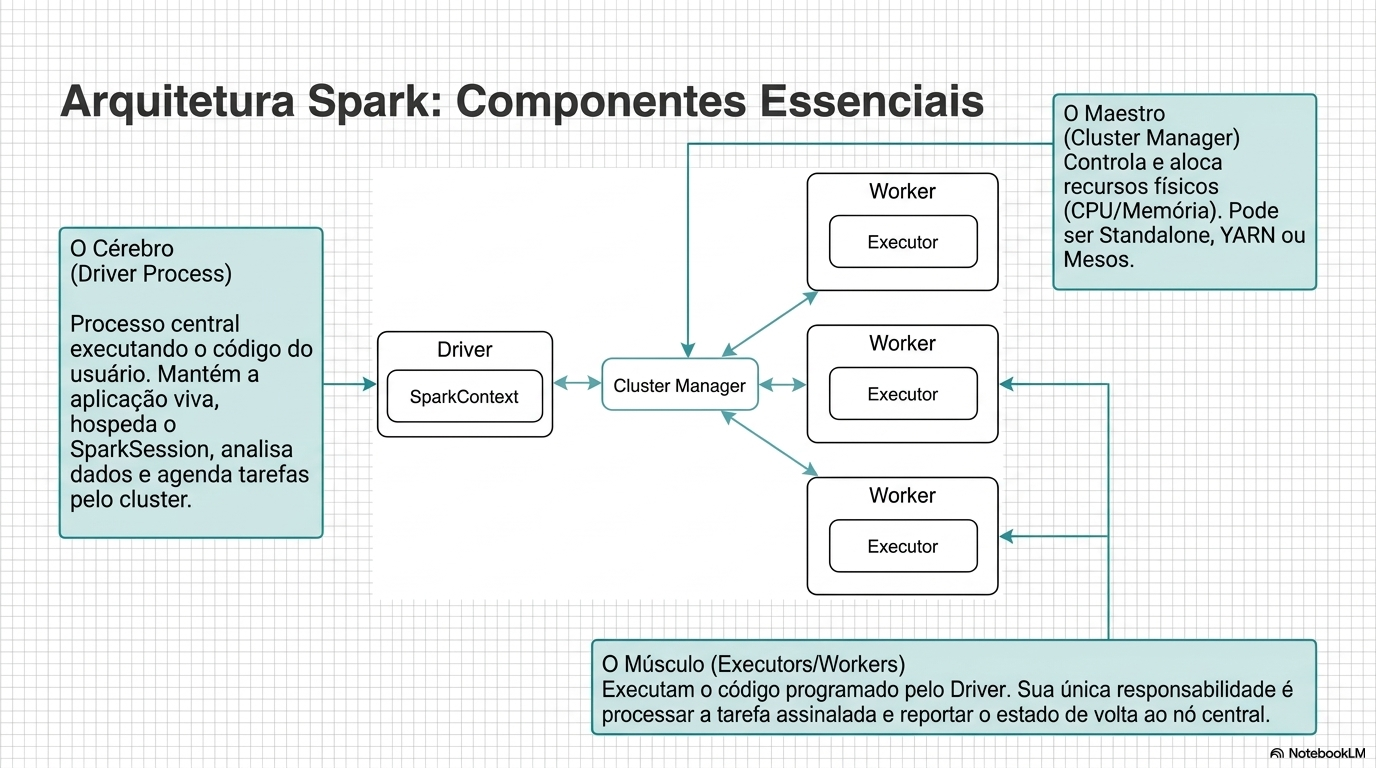 Arquitetura Spark: Componentes Essenciais
O Maestro
(Cluster Manager)
Controla e aloca
recursos físicos
(CPU/Memória). Pode
ser Standalone, YARN ou
Mesos.
O Cérebro
(Driver Process)
Processo central
executando o código do
usuário. Mantém a
aplicação viva,
hospeda o
SparkSession, analisa
dados e agenda tarefas
pelo cluster.
Driver
SparkContext
Cluster Manager
Worker
Executor
Worker
Executor
Worker
Executor
O Músculo (Executors/Workers)
Executam o código programado pelo Driver. Sua única responsabilidade é
processar a tarefa assinalada e reportar o estado de volta ao nó central.
NotebookLM